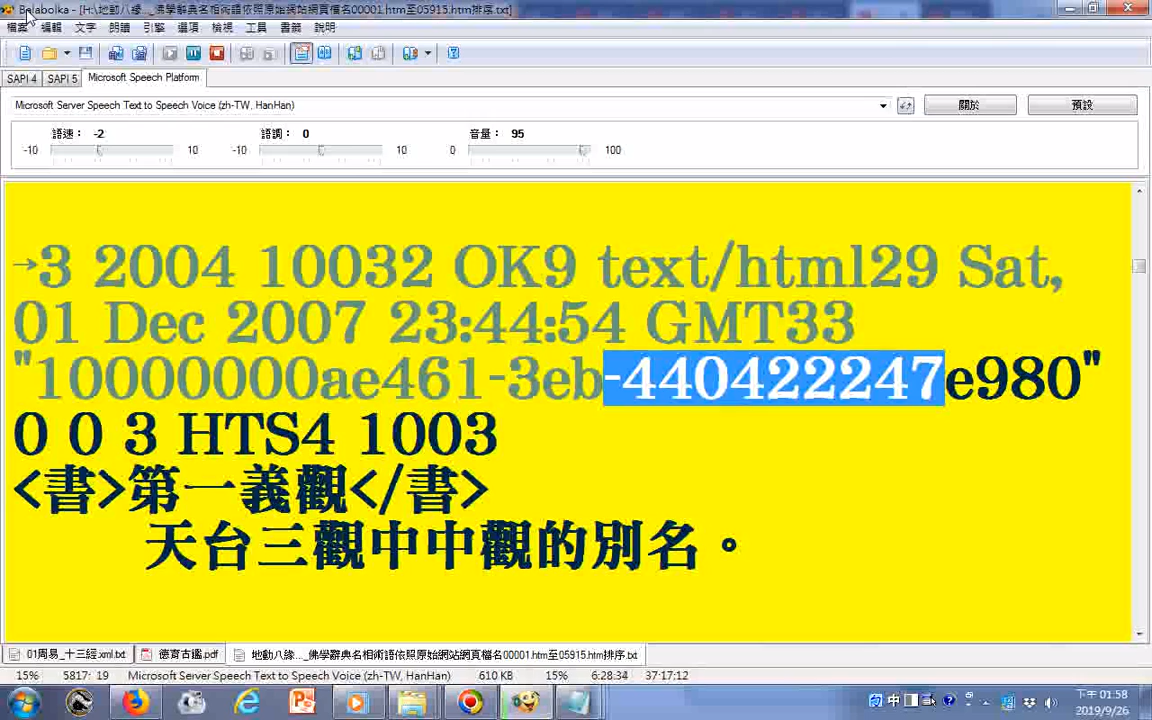 Balabolka - [H:\地動八緣..._佛學辭典名相術語依照原始網站網頁檔名00001.htm至05915.htm排序.txt]
檔案 編輯 文字 朗讀 引擎 選項 檢視 工具 書籤 說明
SAPI 4 SAPI 5 Microsoft Speech Platform
Microsoft Server Speech Text to Speech Voice (zh-TW, HanHan) 關於 預設
語速： -2 語調： 0 音量： 95
-10 10 -10 10 0 100
→3 2004 10032 OK9 text/html29 Sat,
01 Dec 2007 23:44:54 GMT33
"10000000ae461-3eb-440422247e980"
0 0 3 HTS4 1003
<書>第一義觀</書>
天台三觀中中觀的別名。
01周易_十三經.xml.txt 德育古鑑.pdf 地動八緣..._佛學辭典名相術語依照原始網站網頁檔名00001.htm至05915.htm排序.txt
15% 5817: 19 Microsoft Server Speech Text to Speech Voice (zh-TW, HanHan) 610 KB 15% 6:28:34 37:17:12
中 下午 01:58
2019/9/26